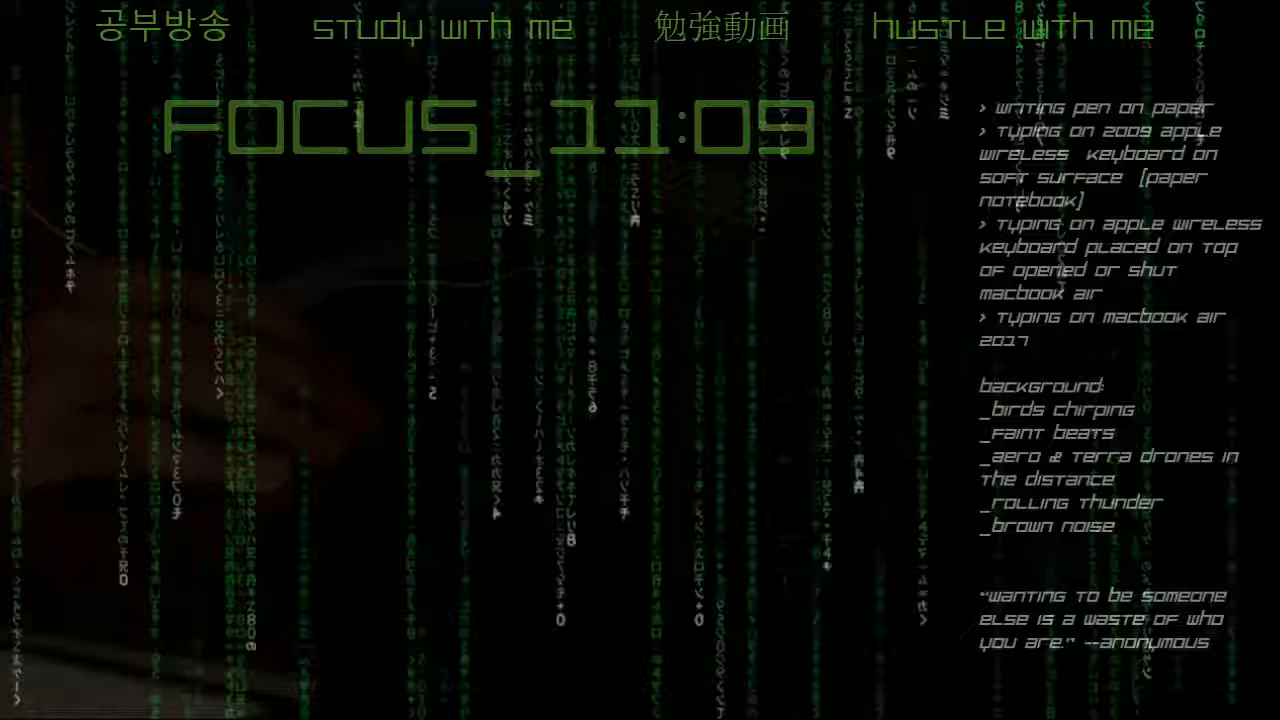 공부방송 study with me 勉強動画 hustle with me
FOCUS_11:09
> writing pen on paper
> typing on 2009 apple
wireless keyboard on
soft surface [paper
notebook]
> typing on apple wireless
keyboard placed on top
of opened or shut
macbook air
> typing on macbook air
2017
background:
_birds chirping
_faint beats
_aero & terra drones in
the distance
_rolling thunder
_brown noise
"wanting to be someone
else is a waste of who
you are." --anonymous